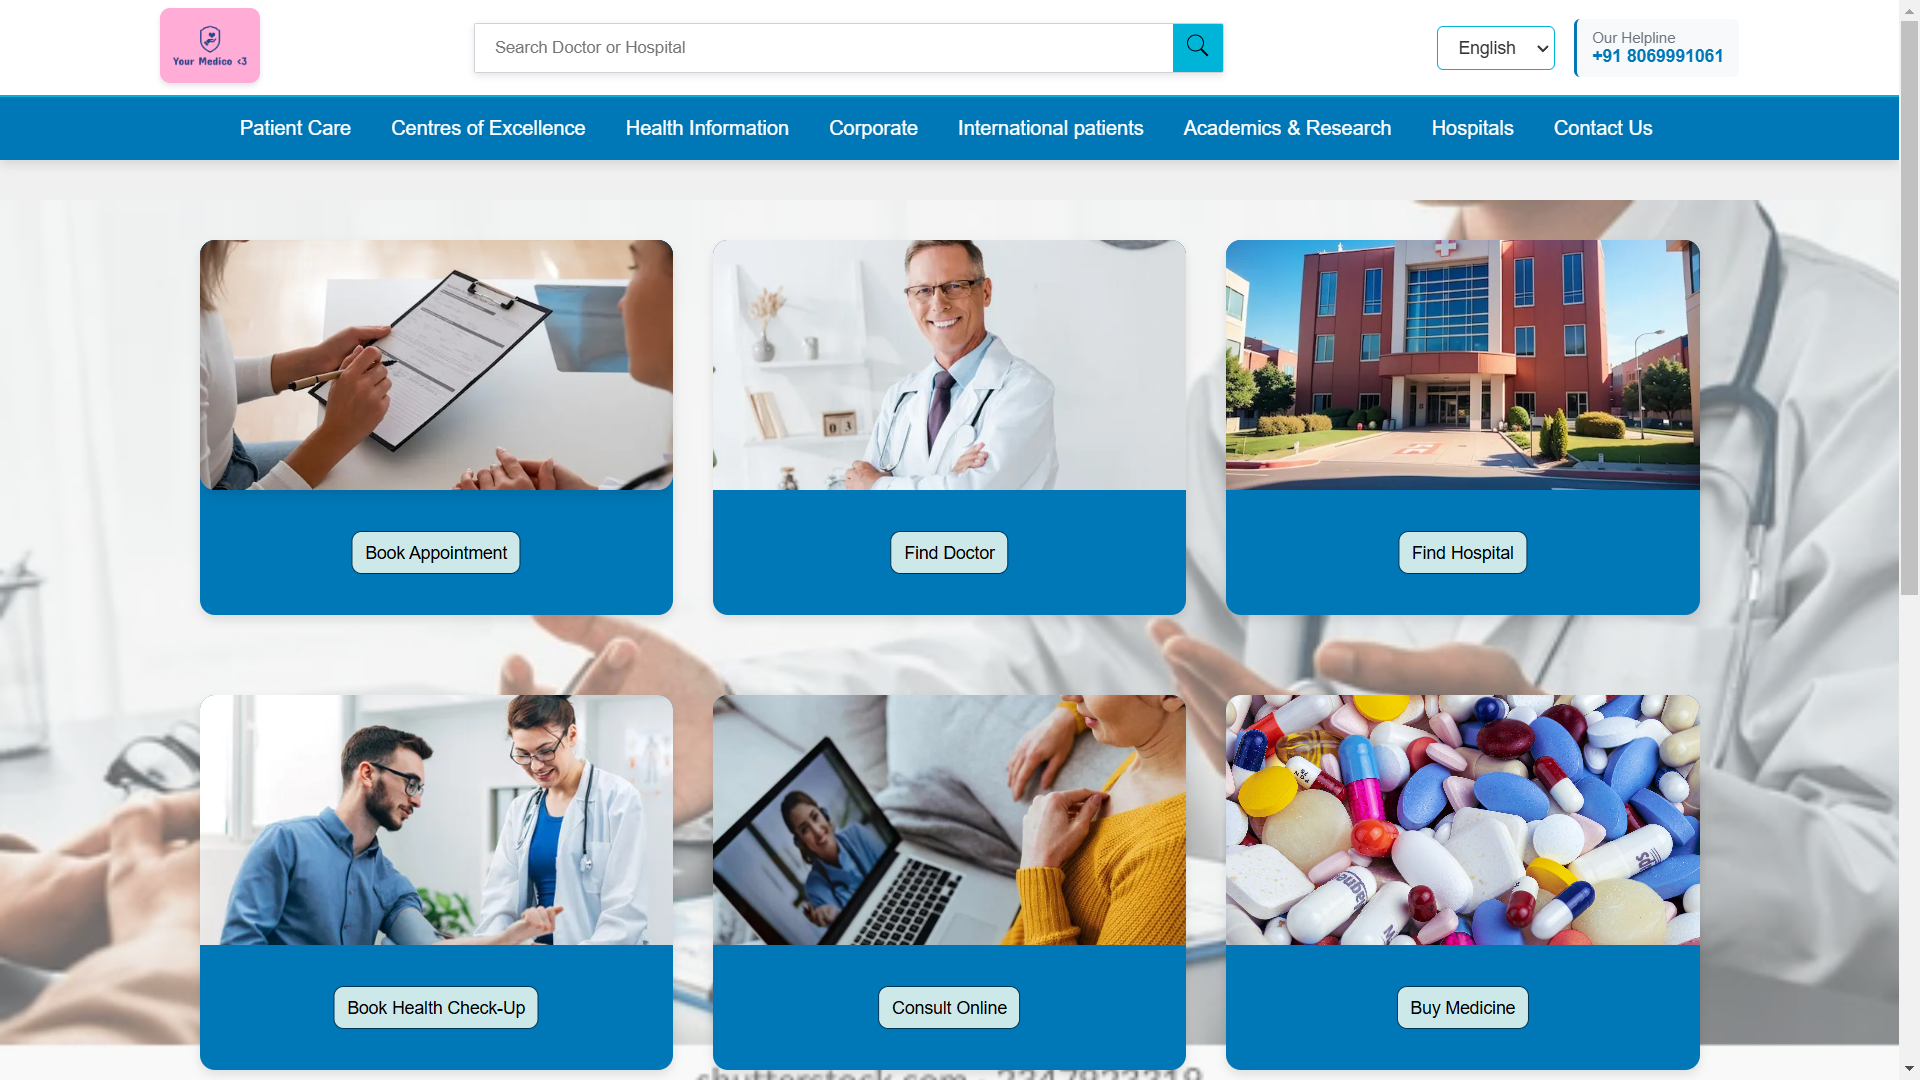 Your Medico <3
Search Doctor or Hospital
English
Our Helpline
+91 8069991061
Patient Care
Centres of Excellence
Health Information
Corporate
International patients
Academics & Research
Hospitals
Contact Us
03
Book Appointment
Find Doctor
Find Hospital
Book Health Check-Up
Consult Online
Buy Medicine
shutterstock.com · 2347923319